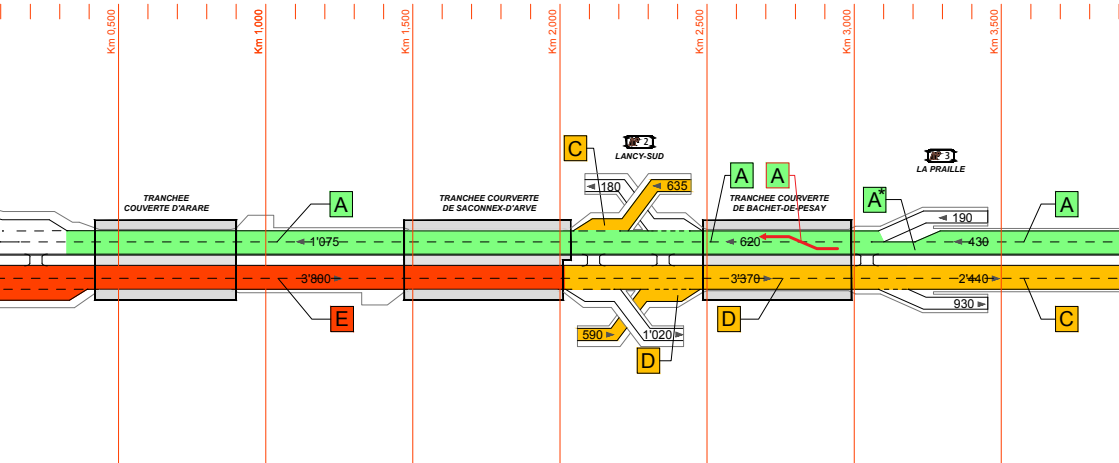 Km 0,500
Km 1,000
Km 1,500
Km 2,000
Km 2,500
Km 3,000
Km 3,500
2
LANCY-SUD
3
LA PRAILLE
C
TRANCHEE
COUVERTE D'ARARE
A
TRANCHEE COURVERTE
DE SACONNEX-D'ARVE
180
635
A
A
TRANCHEE COURVERTE
DE BACHET-DE-PESAY
A*
190
A
1'075
620
430
3'800
3'370
2'440
E
590
1'020
D
D
930
C